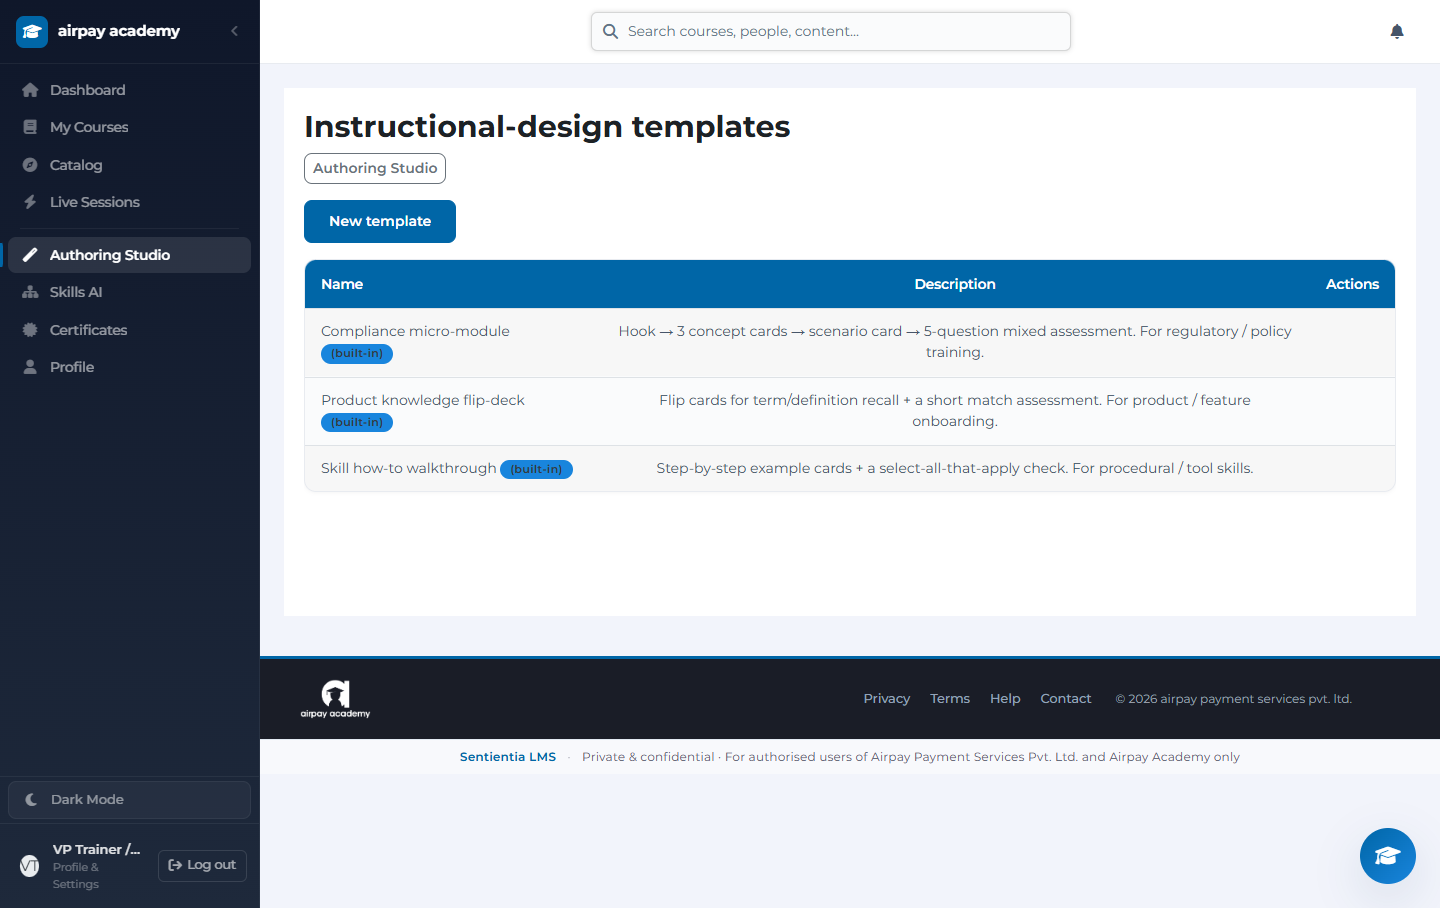 airpay academy
Search courses, people, content...
Dashboard
My Courses
Catalog
Live Sessions
Authoring Studio
Skills AI
Certificates
Profile
Dark Mode
VP Trainer /...
Profile &
Settings
VT
Log out
Instructional-design templates
Authoring Studio
New template
Name Description Actions
Compliance micro-module
(built-in)
Hook → 3 concept cards → scenario card → 5-question mixed assessment. For regulatory / policy
training.
Product knowledge flip-deck
(built-in)
Flip cards for term/definition recall + a short match assessment. For product / feature
onboarding.
Skill how-to walkthrough (built-in)
Step-by-step example cards + a select-all-that-apply check. For procedural / tool skills.
airpay academy
Privacy Terms Help Contact © 2026 airpay payment services pvt. ltd.
Sentientia LMS · Private & confidential · For authorised users of Airpay Payment Services Pvt. Ltd. and Airpay Academy only